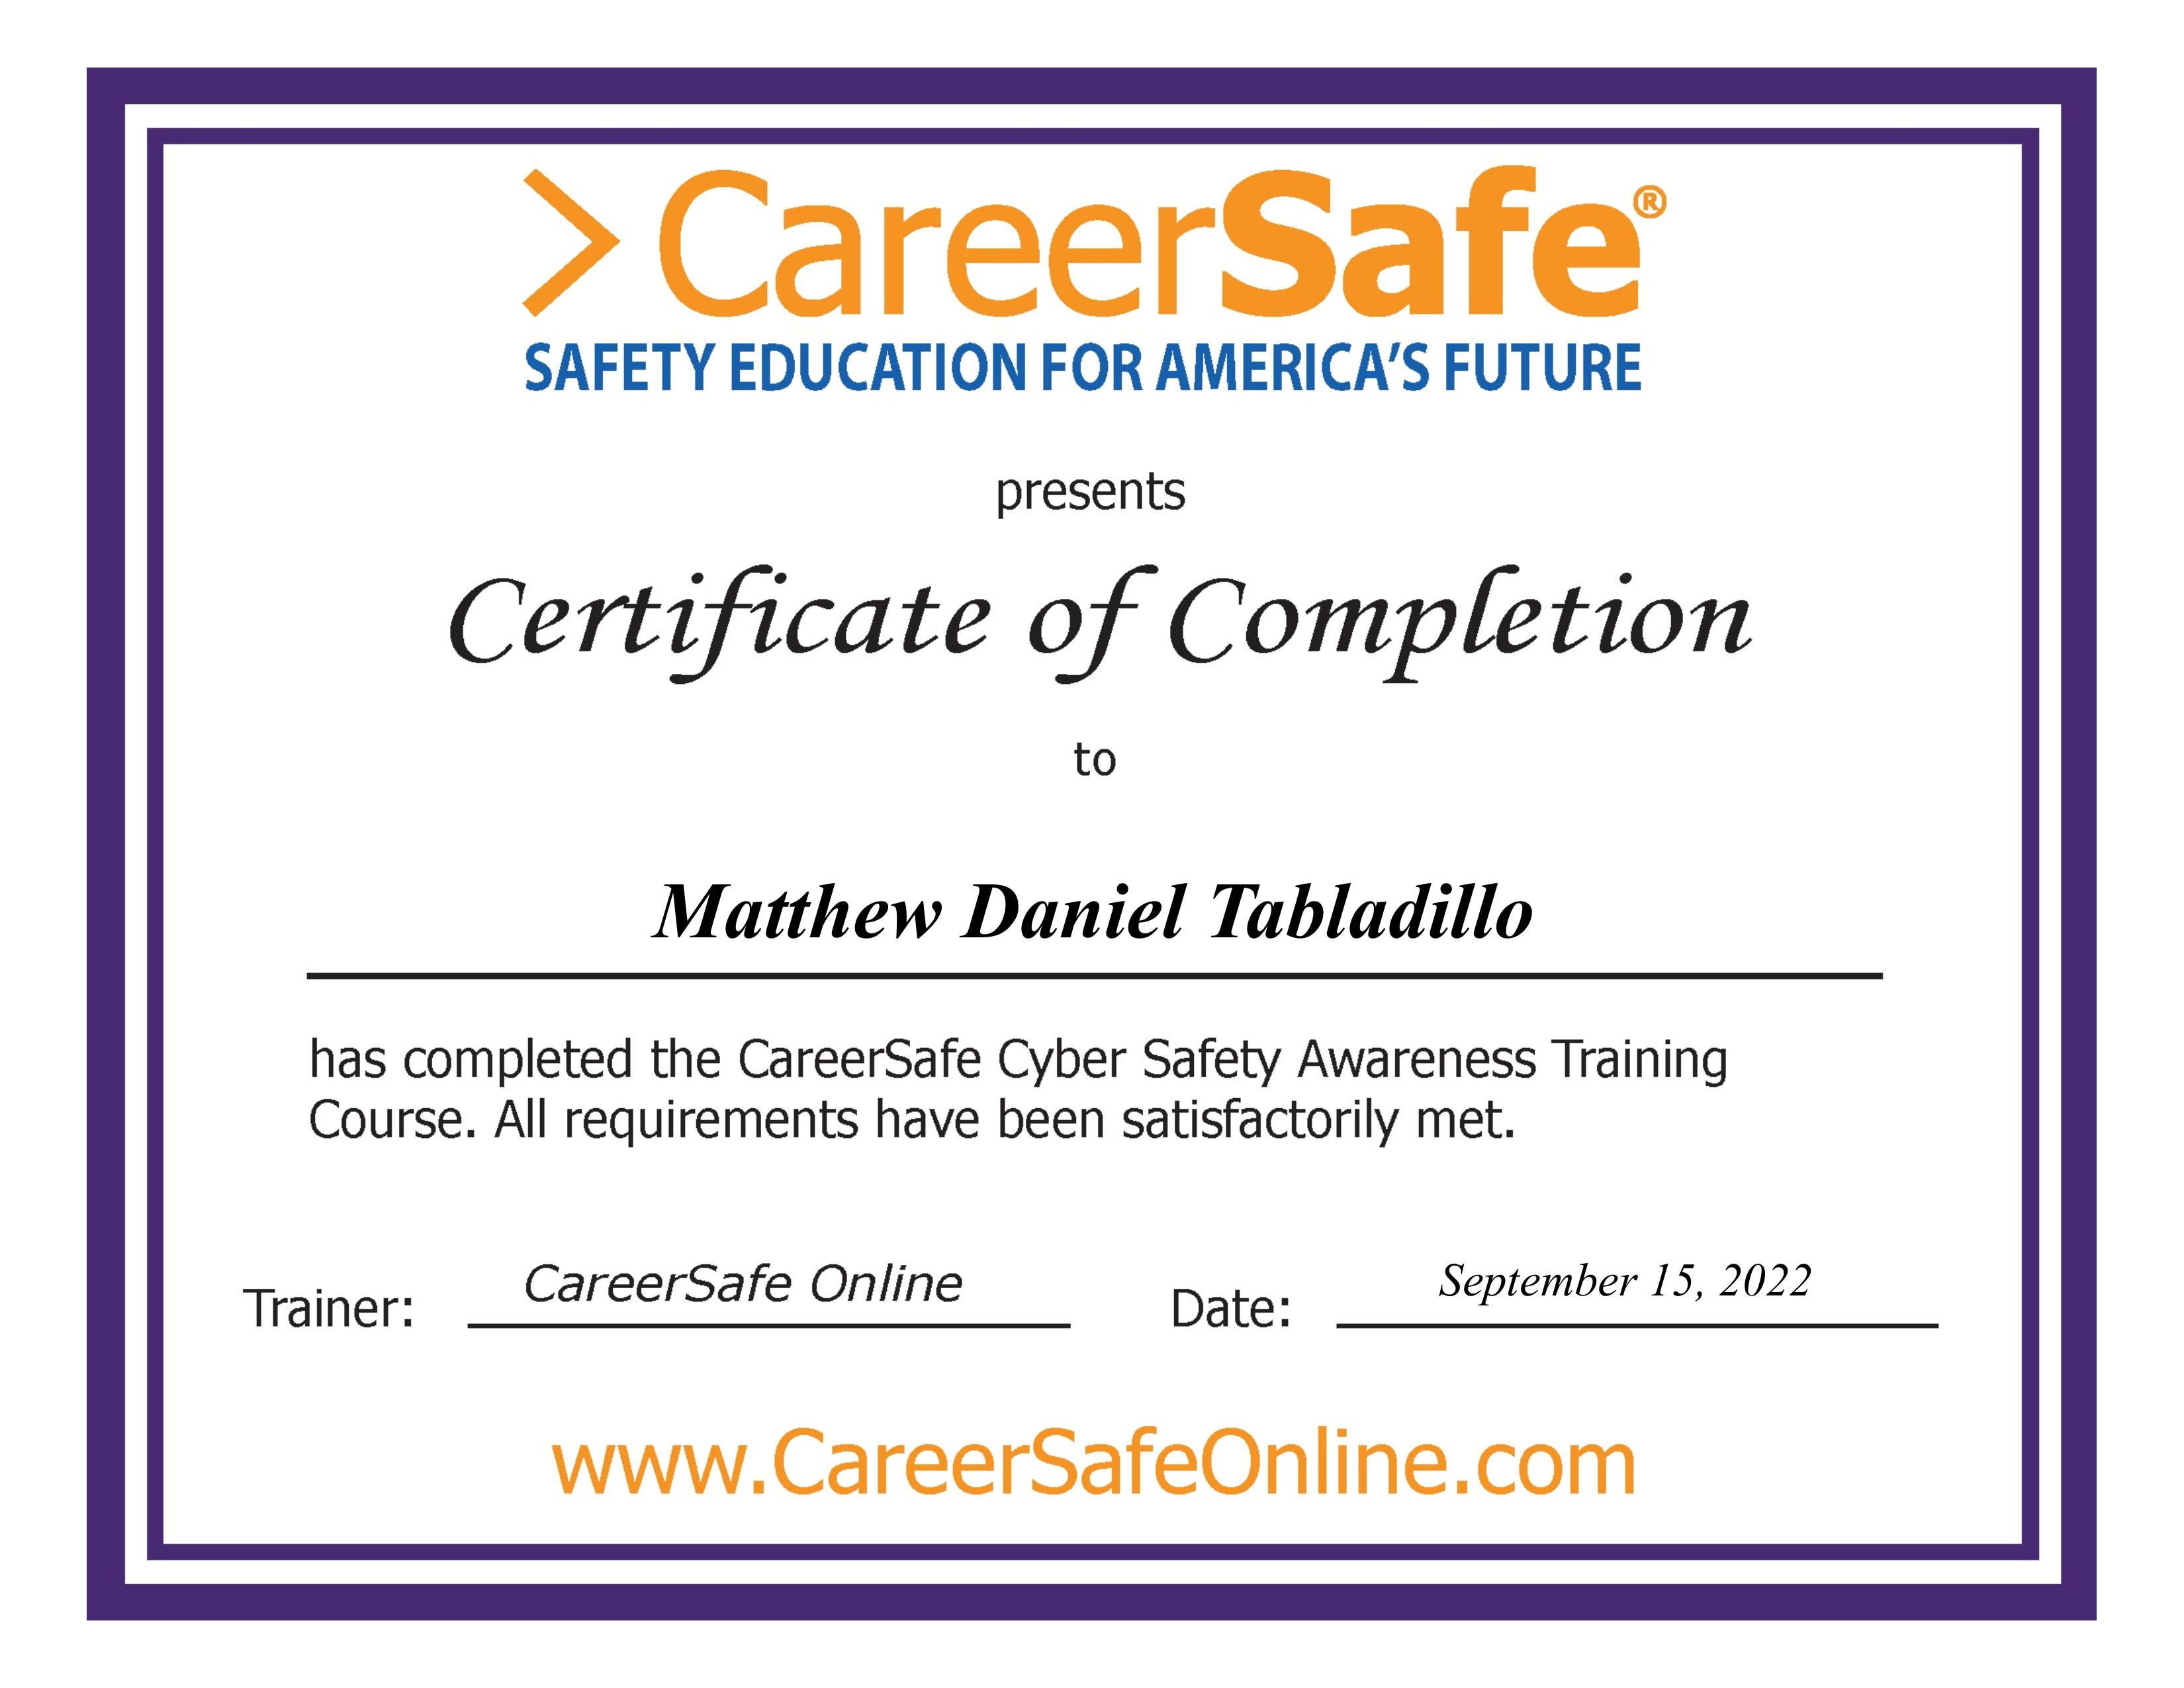 >CareerSafe®
SAFETY EDUCATION FOR AMERICA'S FUTURE
presents
Certificate of Completion
to
Matthew Daniel Tabladillo
has completed the CareerSafe Cyber Safety Awareness Training
Course. All requirements have been satisfactorily met.
Trainer: CareerSafe Online Date: September 15, 2022
www.CareerSafeOnline.com